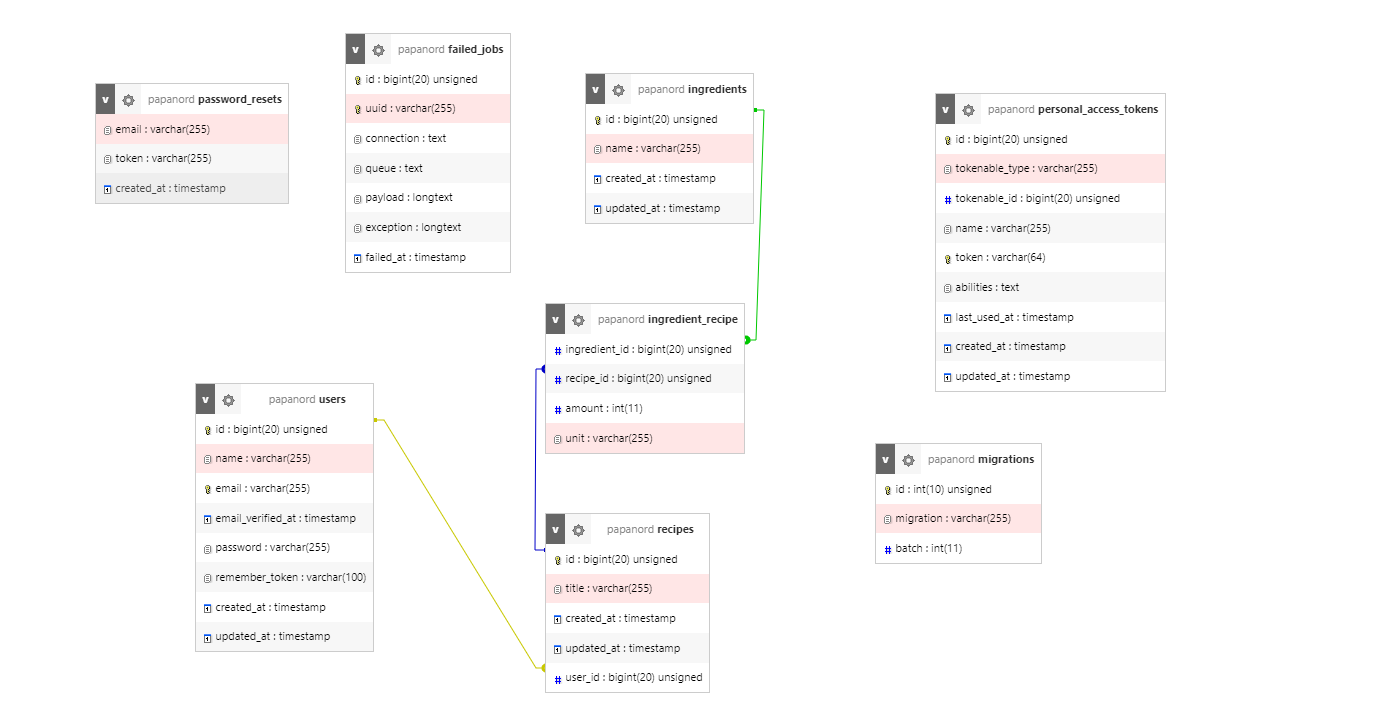 v papanord password_resets
email : varchar(255)
token : varchar(255)
created_at : timestamp
v papanord failed_jobs
id : bigint(20) unsigned
uuid : varchar(255)
connection : text
queue : text
payload : longtext
exception : longtext
failed_at : timestamp
v papanord ingredients
id : bigint(20) unsigned
name : varchar(255)
created_at : timestamp
updated_at : timestamp
v papanord personal_access_tokens
id : bigint(20) unsigned
tokenable_type : varchar(255)
# tokenable_id : bigint(20) unsigned
name : varchar(255)
token : varchar(64)
abilities : text
last_used_at : timestamp
created_at : timestamp
updated_at : timestamp
v papanord ingredient_recipe
# ingredient_id : bigint(20) unsigned
# recipe_id : bigint(20) unsigned
# amount : int(11)
unit : varchar(255)
v papanord users
id : bigint(20) unsigned
name : varchar(255)
email : varchar(255)
email_verified_at : timestamp
password : varchar(255)
remember_token : varchar(100)
created_at : timestamp
updated_at : timestamp
v papanord migrations
id : int(10) unsigned
migration : varchar(255)
# batch : int(11)
v papanord recipes
id : bigint(20) unsigned
title : varchar(255)
created_at : timestamp
updated_at : timestamp
# user_id : bigint(20) unsigned